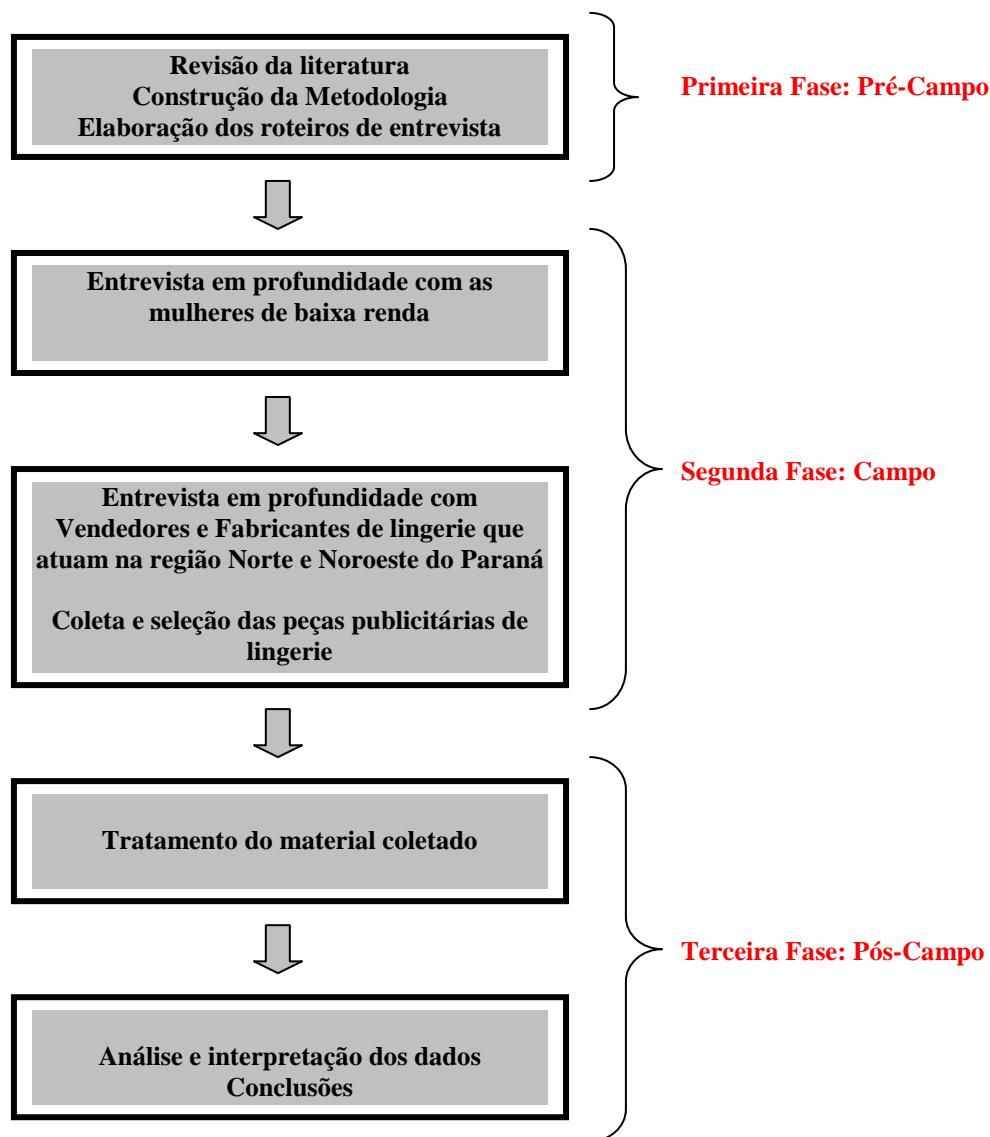 Revisão da literatura
Construção da Metodologia
Elaboração dos roteiros de entrevista
Primeira Fase: Pré-Campo
Entrevista em profundidade com as
mulheres de baixa renda
Entrevista em profundidade com
Vendedores e Fabricantes de lingerie que
atuam na região Norte e Noroeste do Paraná
Coleta e seleção das peças publicitárias de
lingerie
Segunda Fase: Campo
Tratamento do material coletado
Análise e interpretação dos dados
Conclusões
Terceira Fase: Pós-Campo